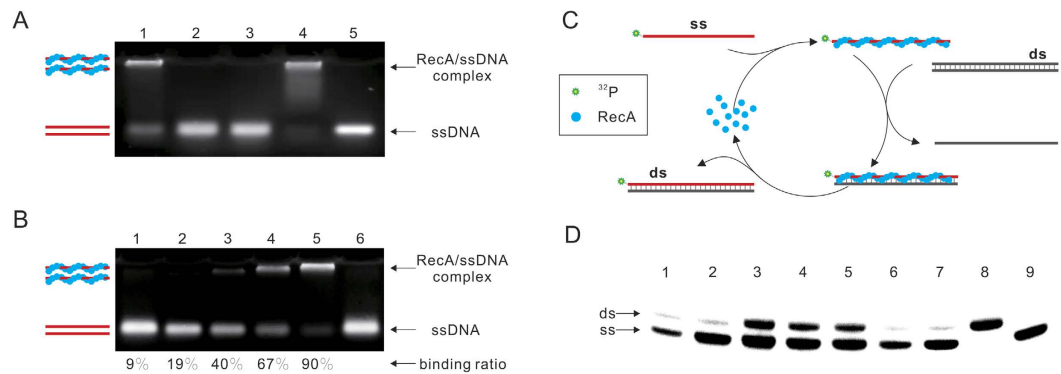 A
1 2 3 4 5
RecA/ssDNA
complex
ssDNA
B
1 2 3 4 5 6
RecA/ssDNA
complex
ssDNA
9% 19% 40% 67% 90% binding ratio
C
ss
ds
32P
RecA
ds
D
1 2 3 4 5 6 7 8 9
ds
ss